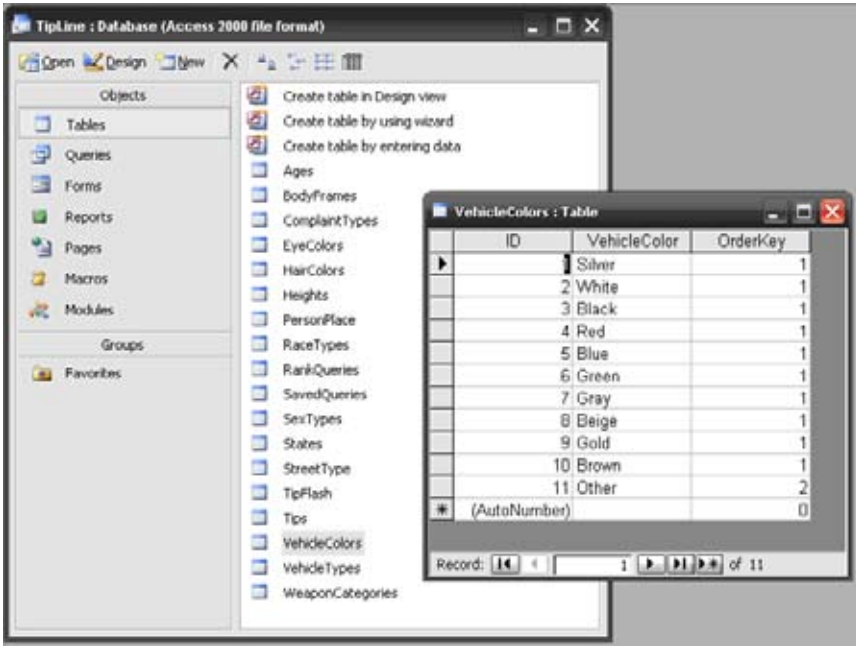 TipLine : Database (Access 2000 file format)
Open Design New
Objects
Tables
Queries
Forms
Reports
Pages
Macros
Modules
Groups
Favorites
Create table in Design view
Create table by using wizard
Create table by entering data
Ages
BodyFrames
ComplaintTypes
EyeColors
HairColors
Heights
PersonPlace
RaceTypes
RankQueries
SavedQueries
SexTypes
States
StreetType
TipFlash
Tips
VehicleColors
VehicleTypes
WeaponCategories
VehicleColors : Table
ID VehicleColor OrderKey
1 Silver 1
2 White 1
3 Black 1
4 Red 1
5 Blue 1
6 Green 1
7 Gray 1
8 Beige 1
9 Gold 1
10 Brown 1
11 Other 2
(AutoNumber) 0
Record: 1 of 11